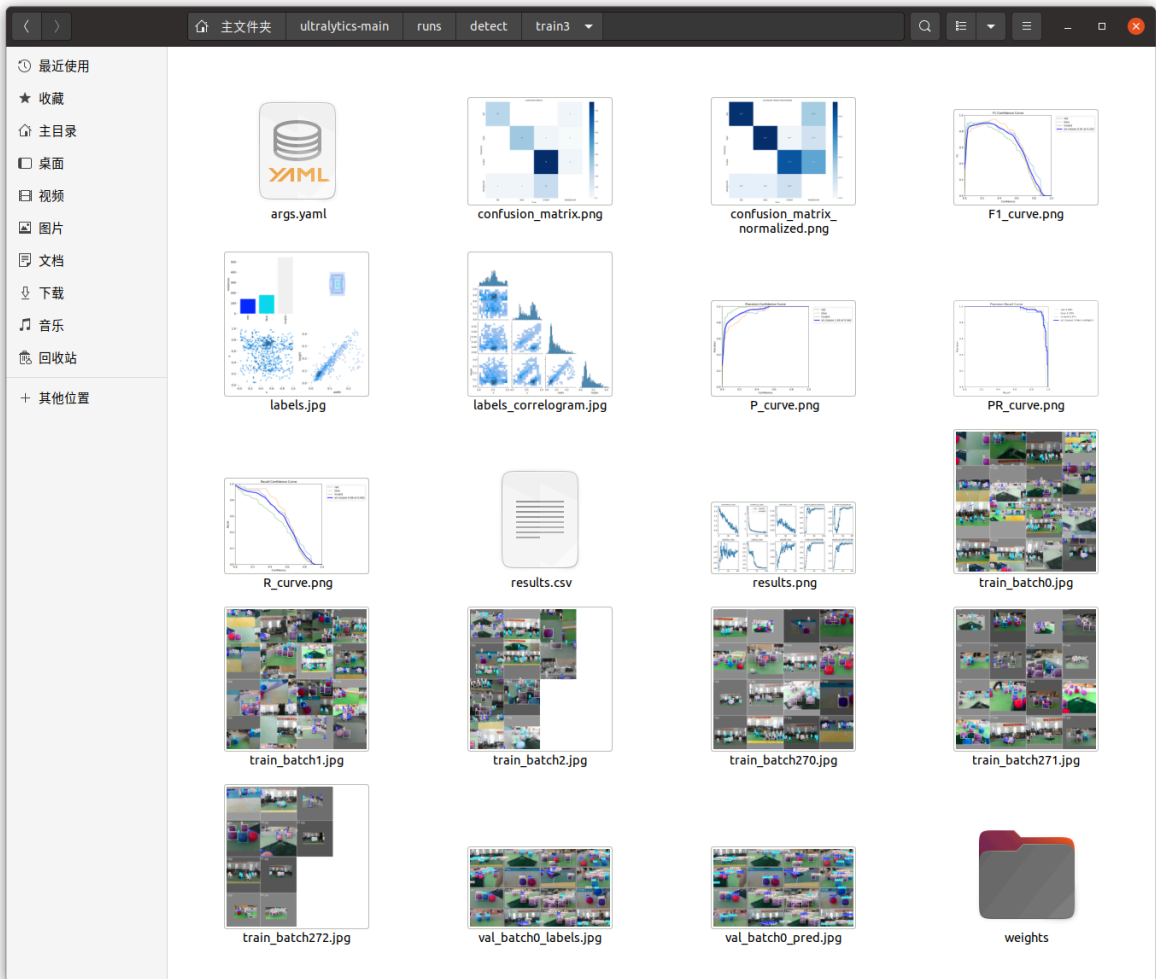 主文件夹 ultralytics-main runs detect train3
最近使用
收藏
主目录
桌面
视频
图片
文档
下载
音乐
回收站
其他位置
YAML
args.yaml
confusion_matrix.png
confusion_matrix_
normalized.png
F1_curve.png
labels.jpg
labels_correlogram.jpg
P_curve.png
PR_curve.png
R_curve.png
results.csv
results.png
train_batch0.jpg
train_batch1.jpg
train_batch2.jpg
train_batch270.jpg
train_batch271.jpg
train_batch272.jpg
val_batch0_labels.jpg
val_batch0_pred.jpg
weights